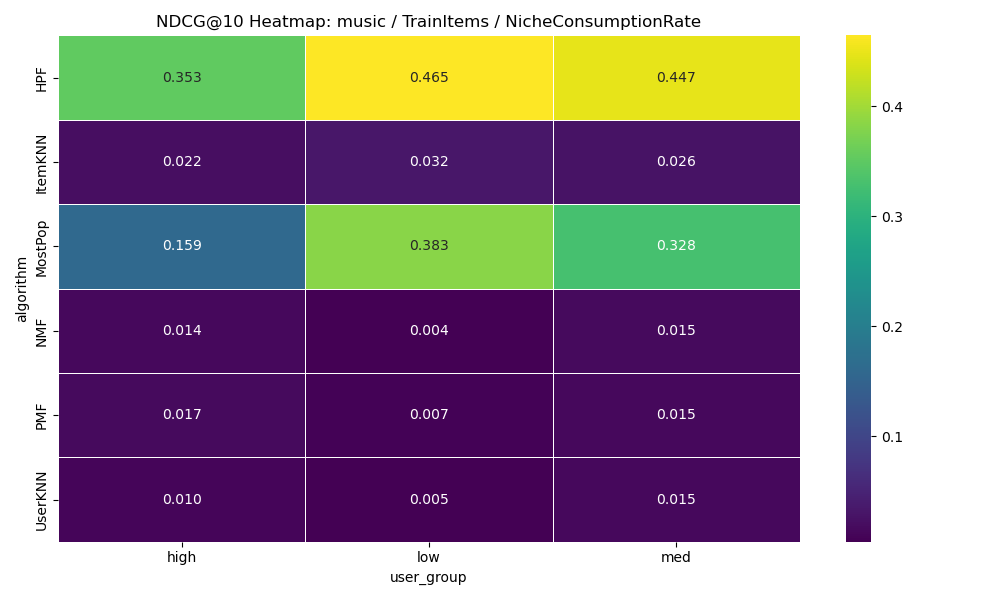 NDCG@10 Heatmap: music / TrainItems / NicheConsumptionRate
algorithm
HPF 0.353 0.465 0.447
ItemKNN 0.022 0.032 0.026
MostPop 0.159 0.383 0.328
NMF 0.014 0.004 0.015
PMF 0.017 0.007 0.015
UserKNN 0.010 0.005 0.015
high low med
user_group
0.4
0.3
0.2
0.1